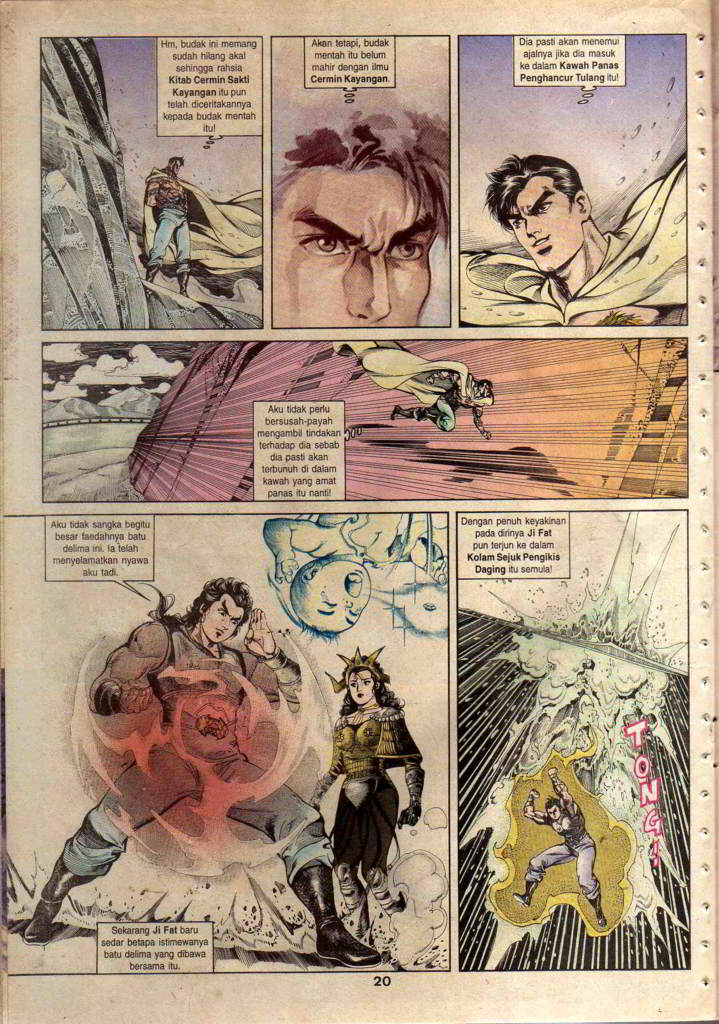 Hm, budak ini memang
sudah hilang akal
sehingga rahsia
Kitab Cermin Sakti
Kayangan itu pun
telah diceritakannya
kepada budak mentah
itu!
Akan tetapi, budak
mentah itu belum
mahir dengan ilmu
Cermin Kayangan.
Dia pasti akan menemui
ajalnya jika dia masuk
ke dalam Kawah Panas
Penghancur Tulang itu!
Aku tidak perlu
bersusah-payah
mengambil tindakan
terhadap dia sebab
dia pasti akan
terbunuh di dalam
kawah yang amat
panas itu nanti!
Aku tidak sangka begitu
besar faedahnya batu
delima ini. Ia telah
menyelamatkan nyawa
aku tadi.
Sekarang Ji Fat baru
sedar betapa istimewanya
batu delima yang dibawa
bersama itu.
Dengan penuh keyakinan
pada dirinya Ji Fat
pun terjun ke dalam
Kolam Sejuk Pengikis
Daging itu semula!
TONG!
20